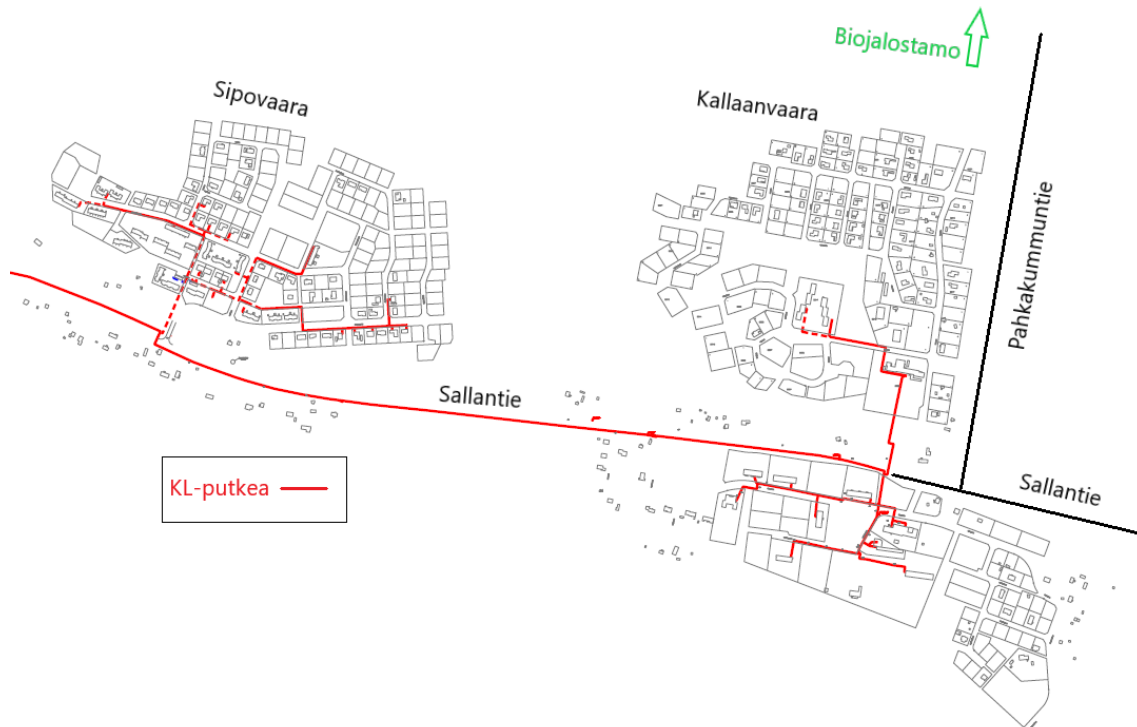 Biojalostamo
Sipovaara
Kallaanvaara
Pahkakummuntie
Sallantie
Sallantie
KL-putkea